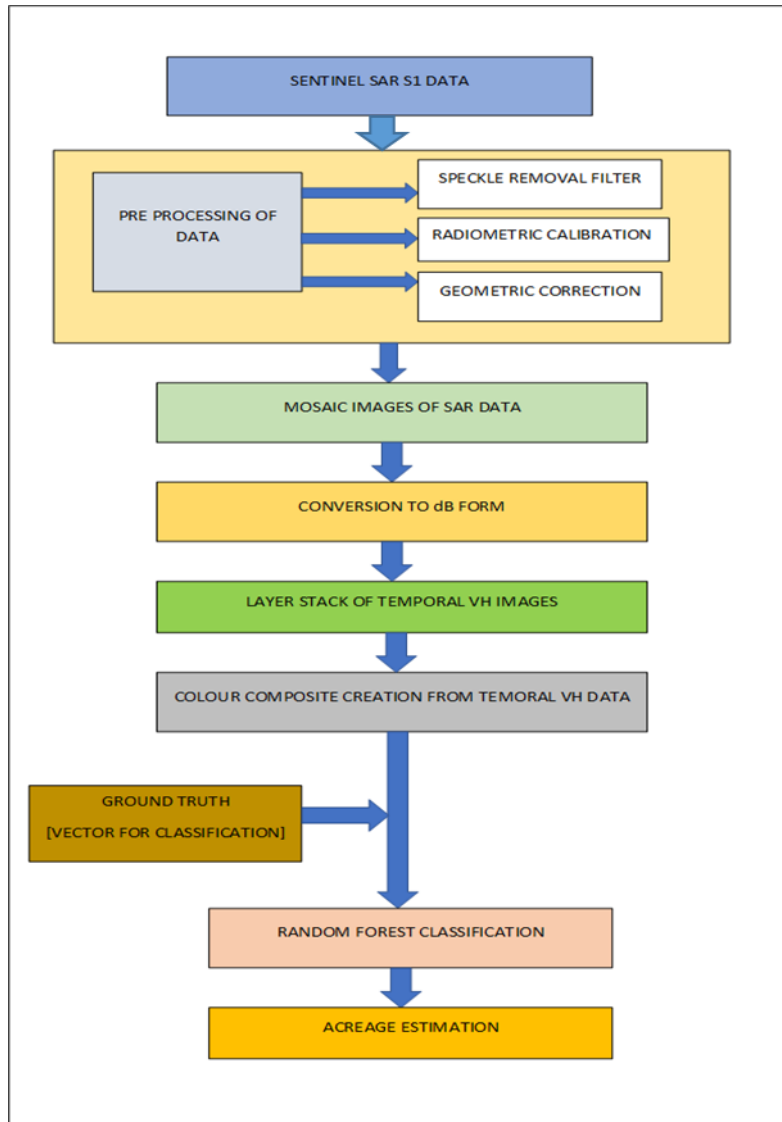 SENTINEL SAR S1 DATA
PRE PROCESSING OF
DATA
SPECKLE REMOVAL FILTER
RADIOMETRIC CALIBRATION
GEOMETRIC CORRECTION
MOSAIC IMAGES OF SAR DATA
CONVERSION TO dB FORM
LAYER STACK OF TEMPORAL VH IMAGES
COLOUR COMPOSITE CREATION FROM TEMORAL VH DATA
GROUND TRUTH
[VECTOR FOR CLASSIFICATION]
RANDOM FOREST CLASSIFICATION
ACREAGE ESTIMATION